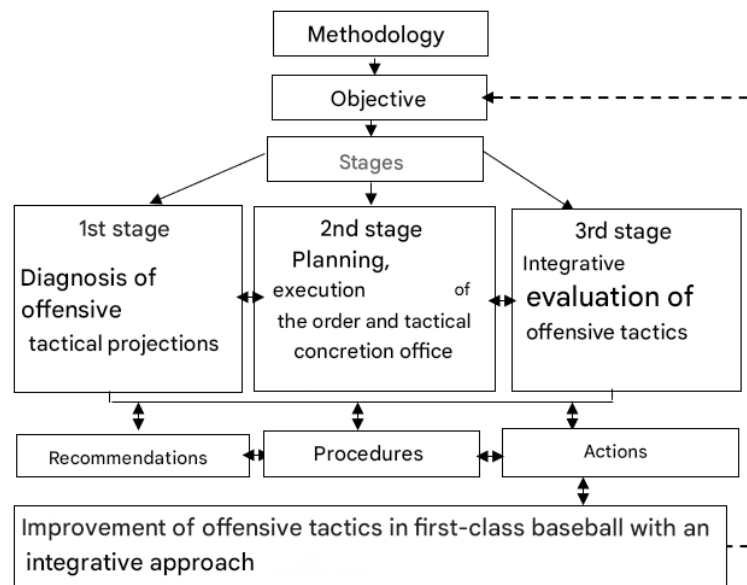 Methodology
Objective
Stages
1st stage
Diagnosis of
offensive
tactical projections
2nd stage
Planning,
execution of
the order and tactical
concretion office
3rd stage
Integrative
evaluation of
offensive tactics
Recommendations
Procedures
Actions
Improvement of offensive tactics in first-class baseball with an
integrative approach